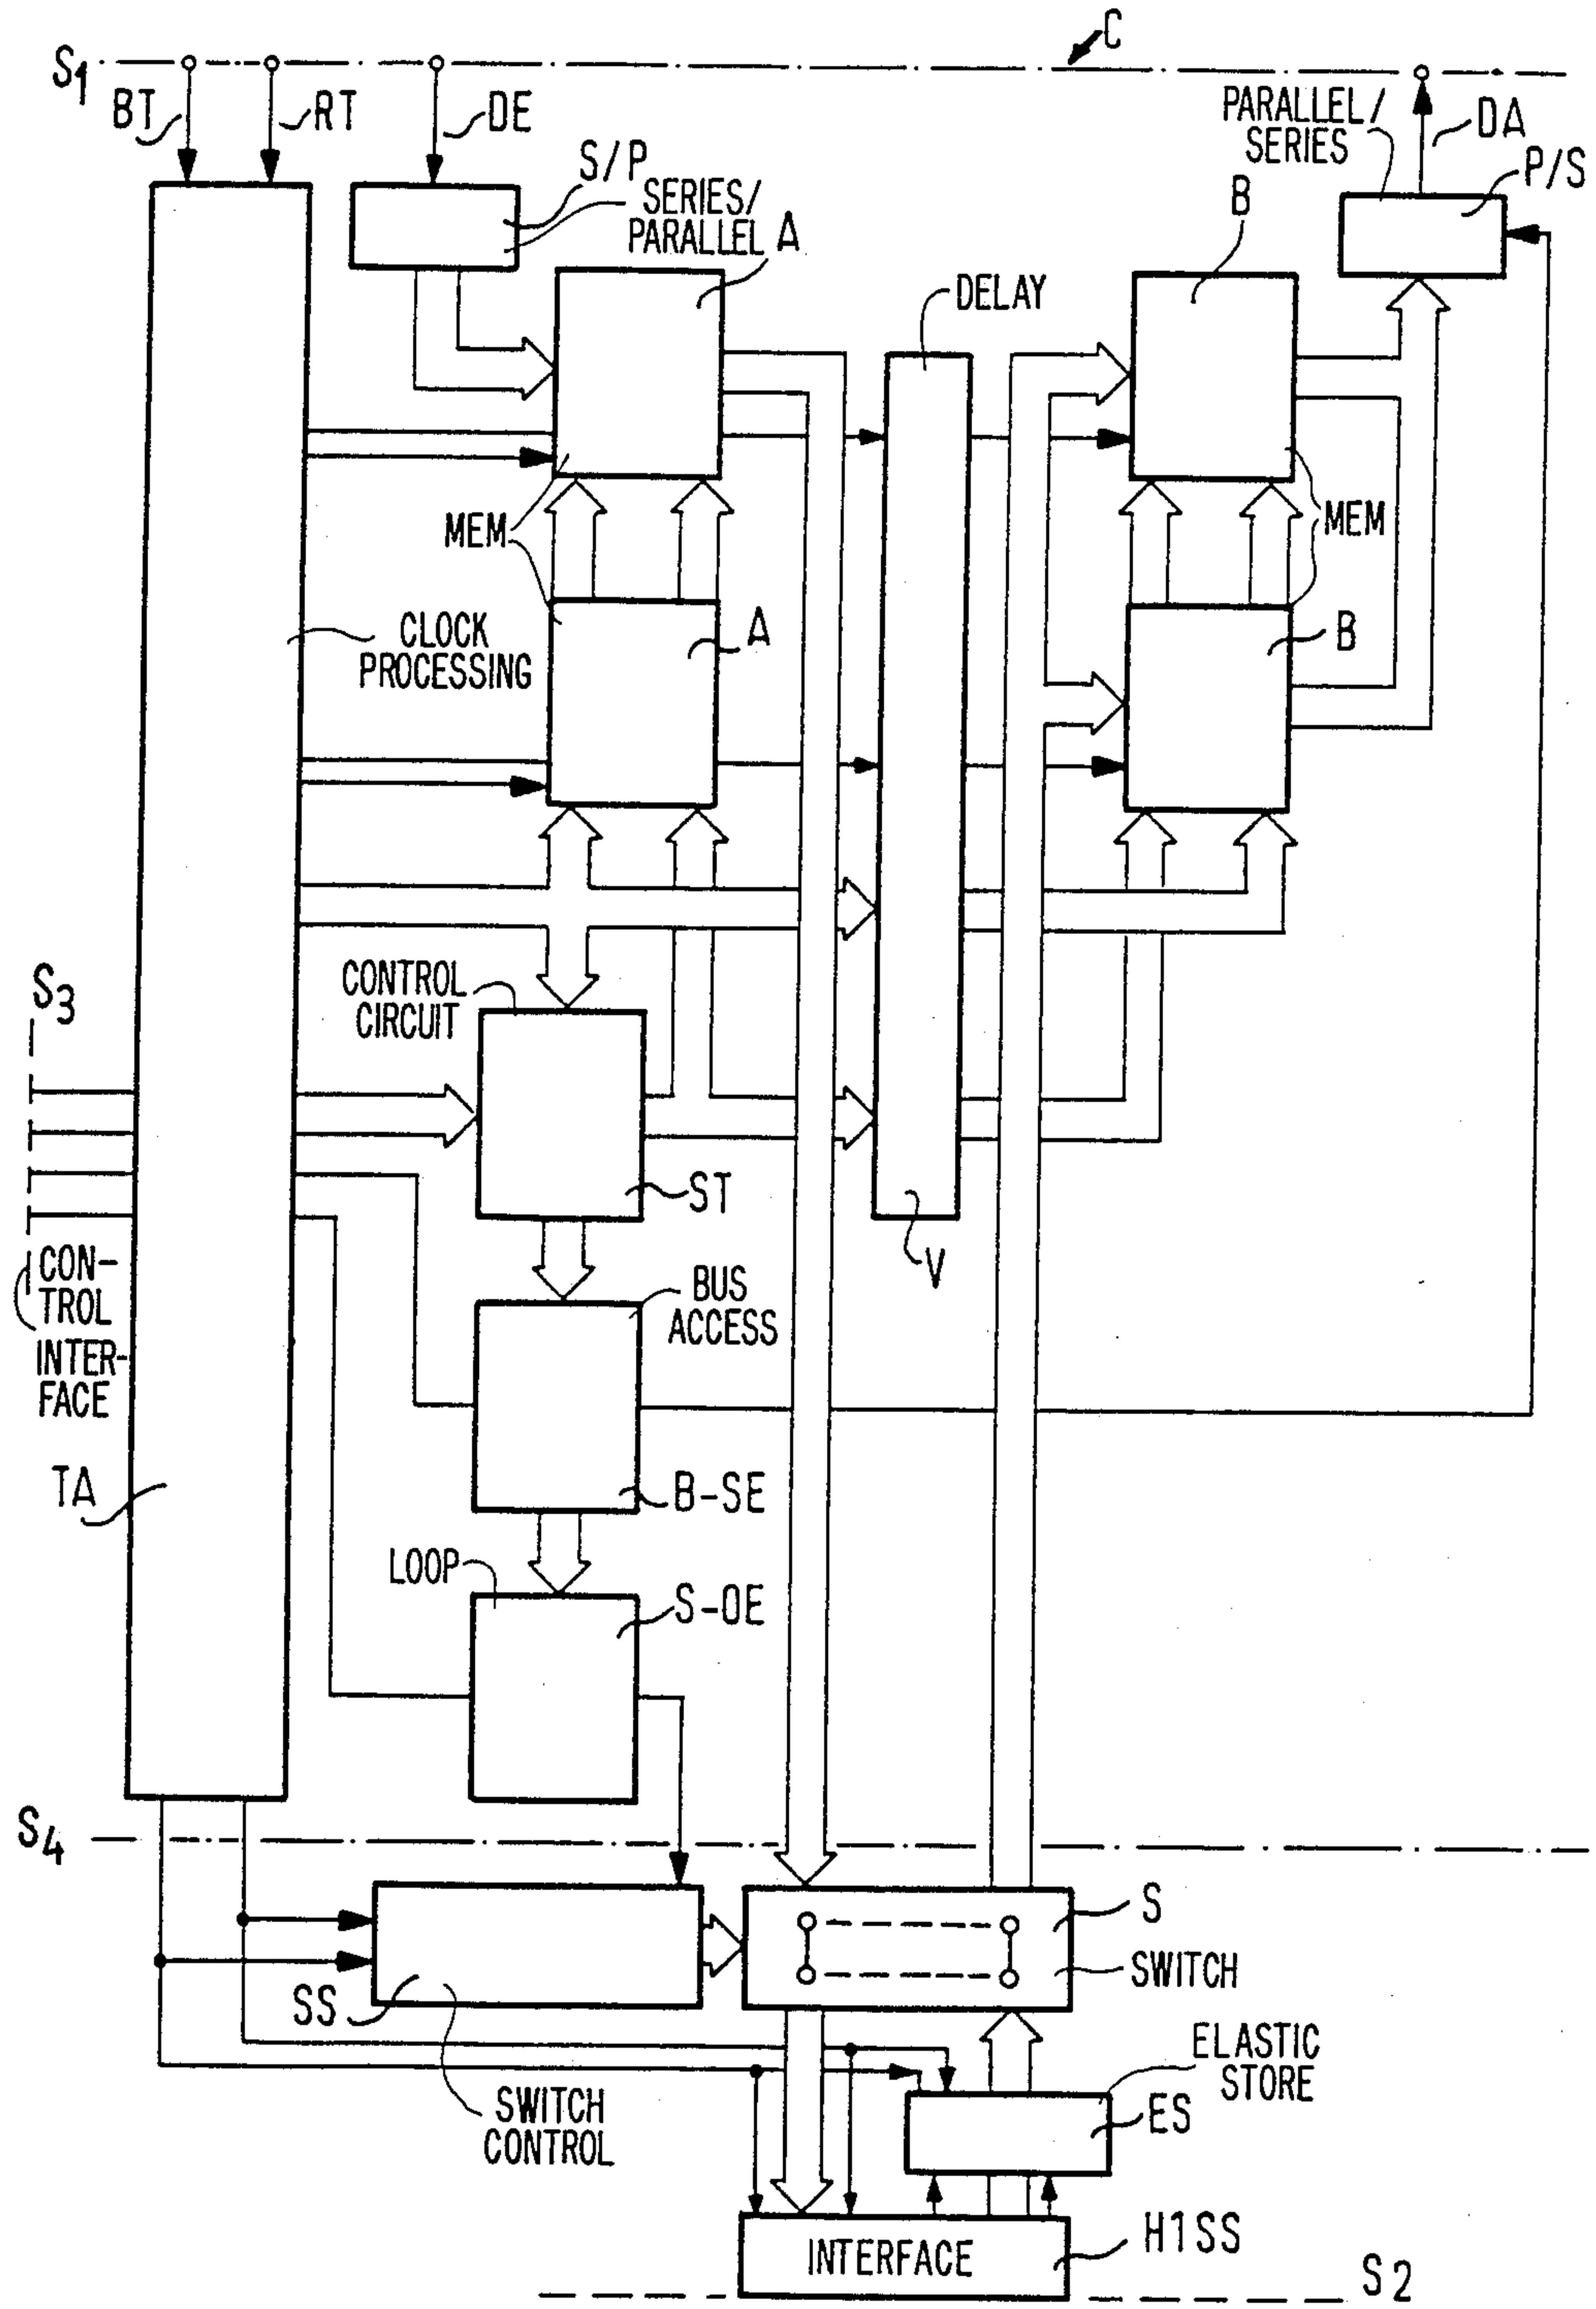 C
S1
BT
RT
DE
PARALLEL/
SERIES
DA
P/S
S/P
SERIES/
PARALLEL
A
B
DELAY
MEM
MEM
CLOCK
PROCESSING
A
B
S3
CONTROL
CIRCUIT
ST
V
CON-
TROL
INTER-
FACE
BUS
ACCESS
TA
B-SE
LOOP
S-OE
S4
S
SWITCH
SS
ELASTIC
STORE
ES
SWITCH
CONTROL
INTERFACE
H1SS
S2